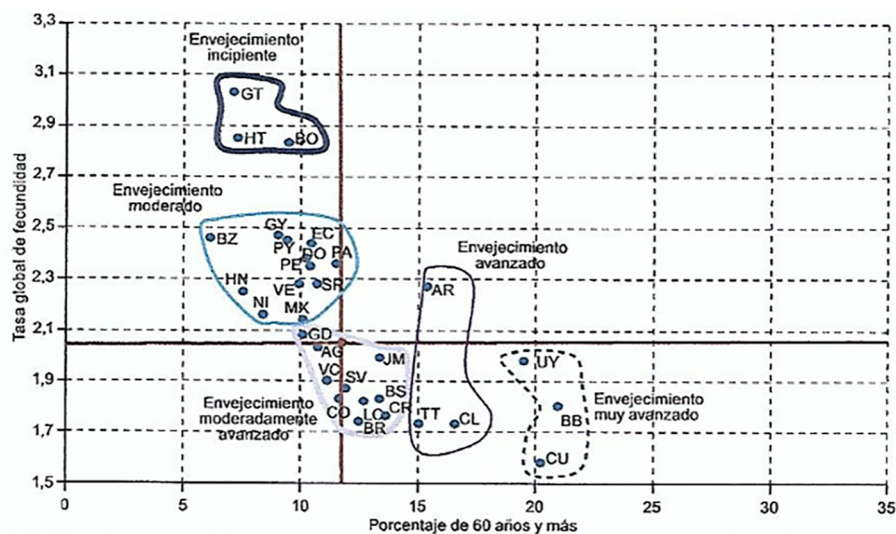 3,3
3,1
2,9
2,7
2,5
2,3
2,1
1,9
1,7
1,5
Tasa global de fecundidad
Envejecimiento
incipiente
GT
HT
BO
Envejecimiento
moderado
BZ
GY
PY
EC
DO
PA
PE
HN
VE
SR
NI
MX
Envejecimiento
avanzado
AR
GD
AG
JM
VC
SV
BS
CO
LC
CR
BR
TT
CL
Envejecimiento
moderadamente
avanzado
UY
BB
CU
Envejecimiento
muy avanzado
0
5
10
15
20
25
30
35
Porcentaje de 60 años y más